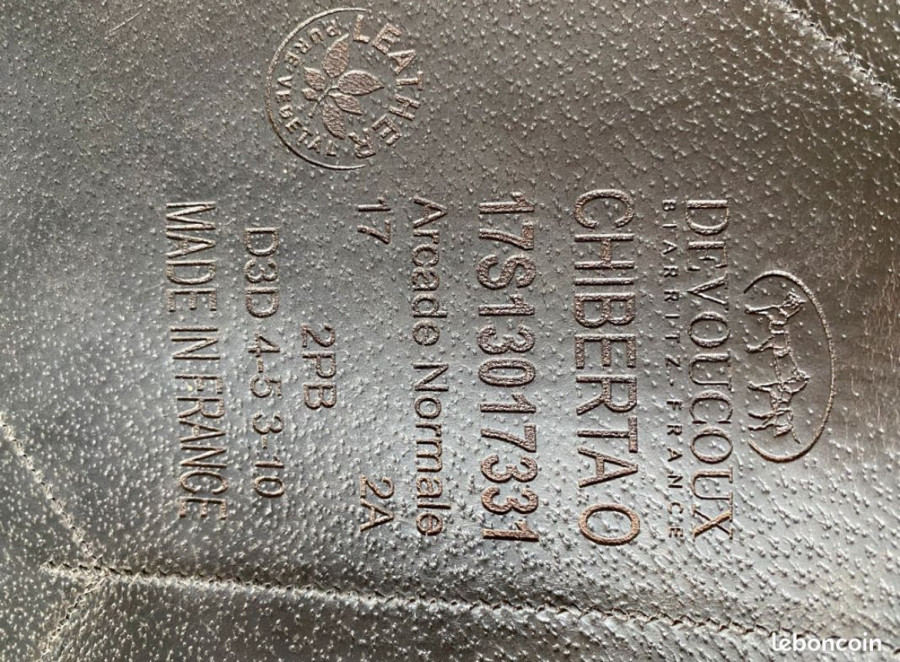 DEVOUCOUX
BIARRITZ-FRANCE
CHIBERTA O
17S13017331
Arcade Normale
17 2A
2PB
D3D 4-5 3-10
MADE IN FRANCE
LEATHER
PURE VEGETAL
leboncoin